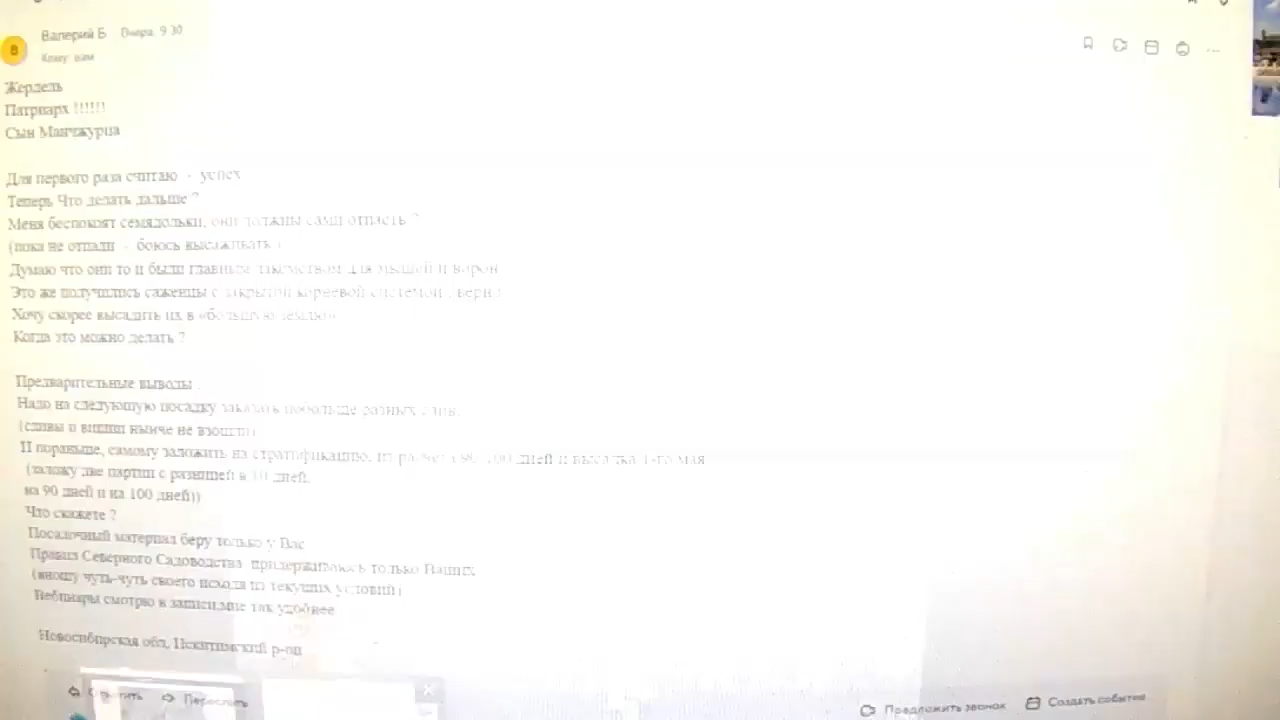 Валерий Б Вчера, 9:30
Кому: вам
Жердель
Патриарх !!!!!!
Сын Манчжурца
Для первого раза считаю - успех
Теперь Что делать дальше ?
Меня беспокоят семядольки, они должны сами отпасть ?
(пока не отпали - боюсь высаживать )
Думаю что они то и были главным лакомством для мышей и ворон
Это же получились саженцы с закрытой корневой системой верно
Хочу скорее высадить их в «большую землю»
Когда это можно делать ?
Предварительные выводы
Надо на следующую посадку заказать побольше разных слив.
(сливы и вишни нынче не взошли)
И пораньше, самому заложить на стратификацию, из расчета 90-100 дней и высадка 1-го мая
(заложу две партии с разницей в 10 дней,
на 90 дней и на 100 дней))
Что скажете ?
Посадочный материал беру только у Вас
Правил Северного Садоводства придерживаюсь только Ваших
(вношу чуть-чуть своего исходя из текущих условий)
Вебинары смотрю в записи, мне так удобнее
Новосибирская обл, Искитимский р-он
Ответить Переслать
Предложить звонок Создать событие